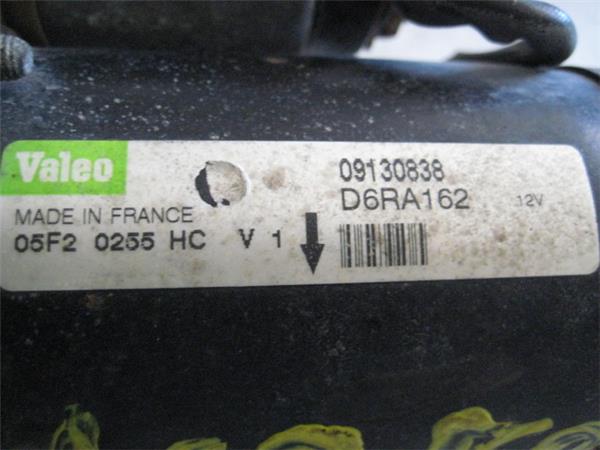 Valeo
MADE IN FRANCE
05F2 0255 HC V 1
09130838
D6RA162 12V